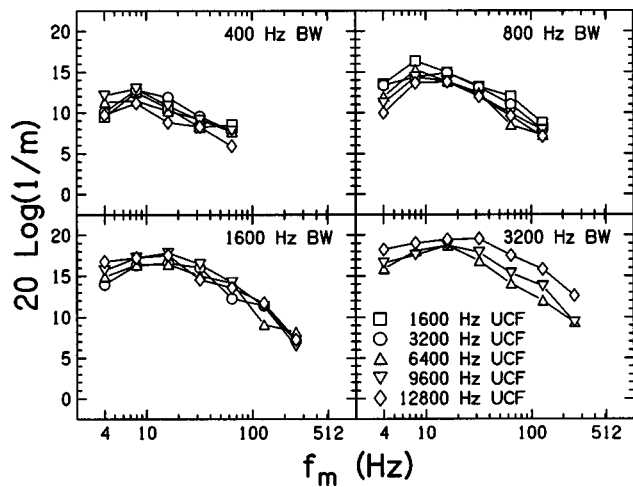 400 Hz BW
800 Hz BW
20
15
10
5
0
1600 Hz BW
3200 Hz BW
20
15
10
5
0
1600 Hz UCF
3200 Hz UCF
6400 Hz UCF
9600 Hz UCF
12800 Hz UCF
4 10 100 512 4 10 100 512
20 Log(1/m)
f_m (Hz)